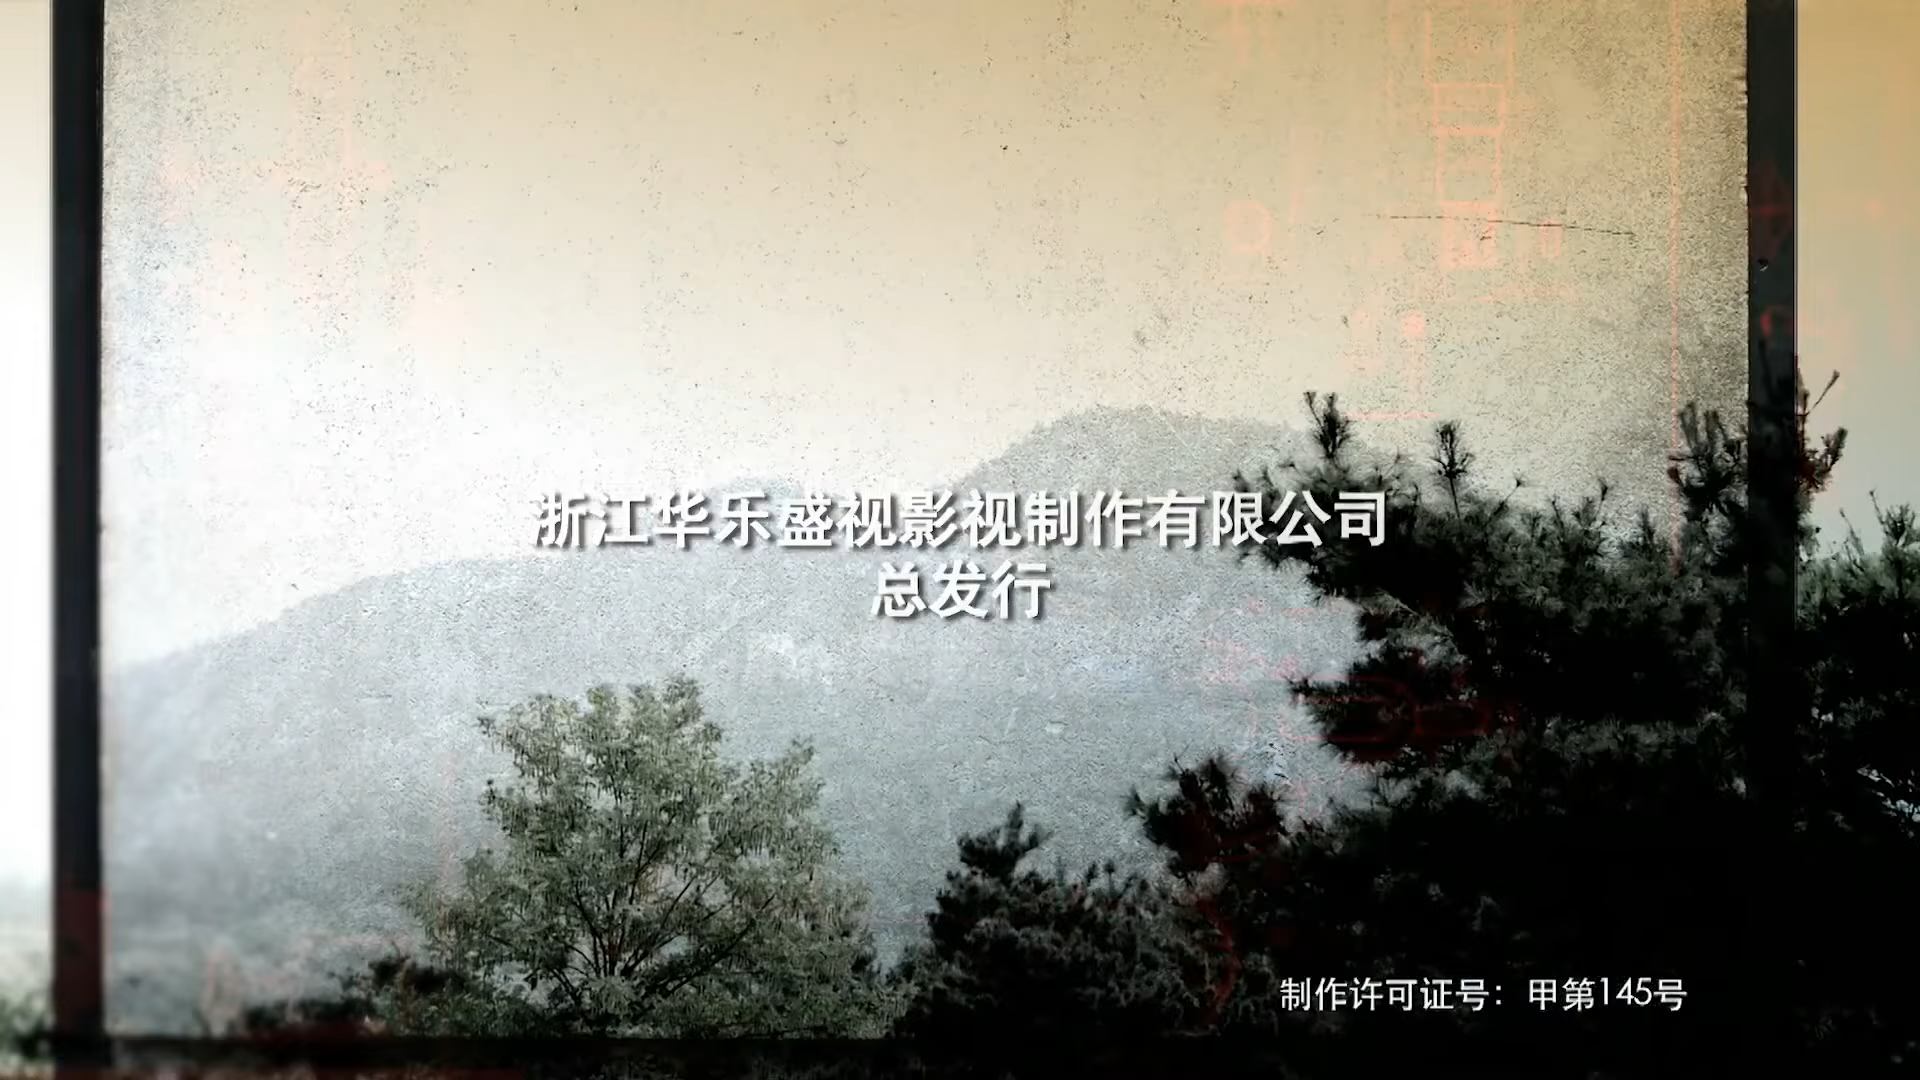 浙江华乐盛视影视制作有限公司
总发行
制作许可证号：甲第145号